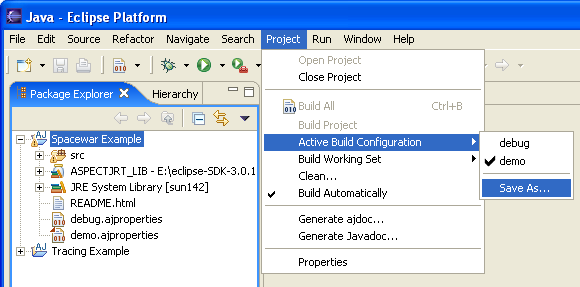 Java - Eclipse Platform
File Edit Source Refactor Navigate Search Project Run Window Help
Package Explorer Hierarchy
Spacewar Example
src
ASPECTJRT_LIB - E:\eclipse-SDK-3.0.1
JRE System Library [sun142]
README.html
debug.ajproperties
demo.ajproperties
Tracing Example
Open Project
Close Project
Build All Ctrl+B
Build Project
Active Build Configuration
Build Working Set
Clean...
Build Automatically
Generate ajdoc...
Generate Javadoc...
Properties
debug
demo
Save As...